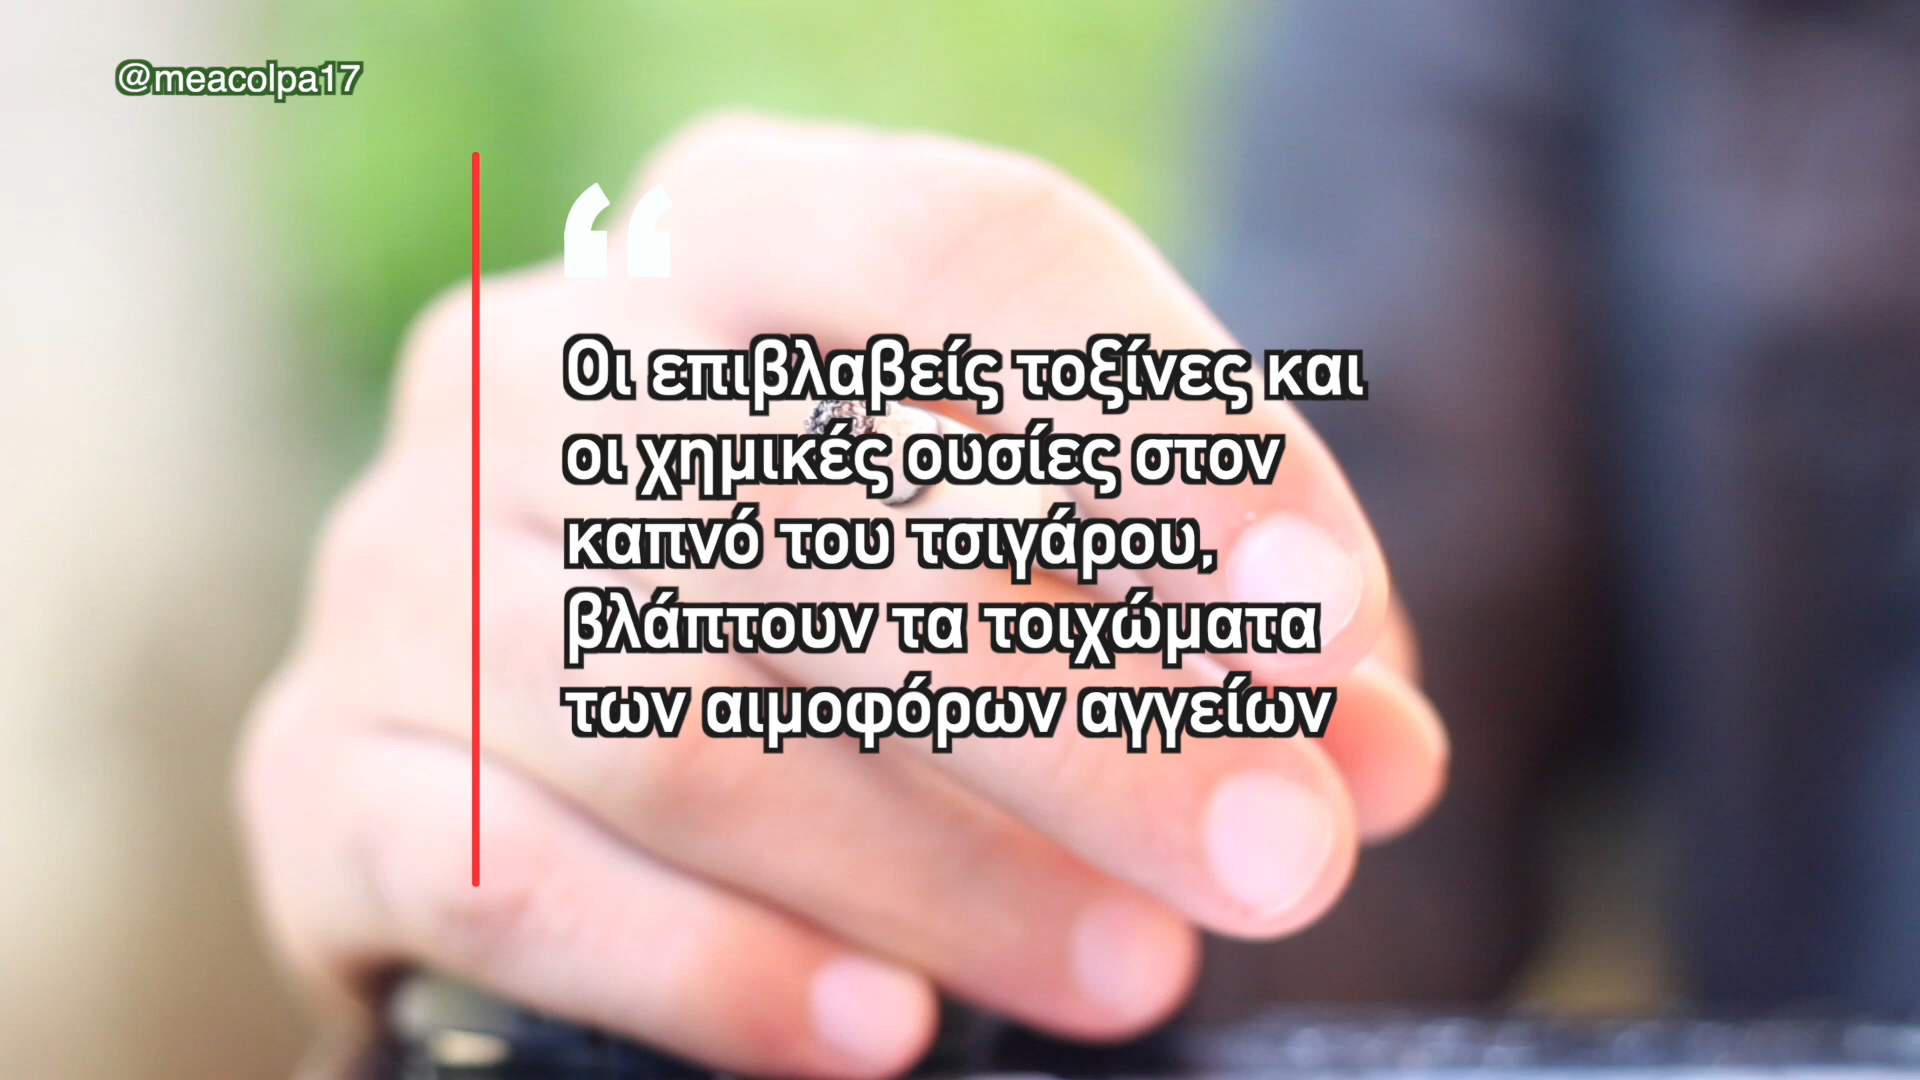 @meacolpa17
“
Οι επιβλαβείς τοξίνες και
οι χημικές ουσίες στον
καπνό του τσιγάρου,
βλάπτουν τα τοιχώματα
των αιμοφόρων αγγείων